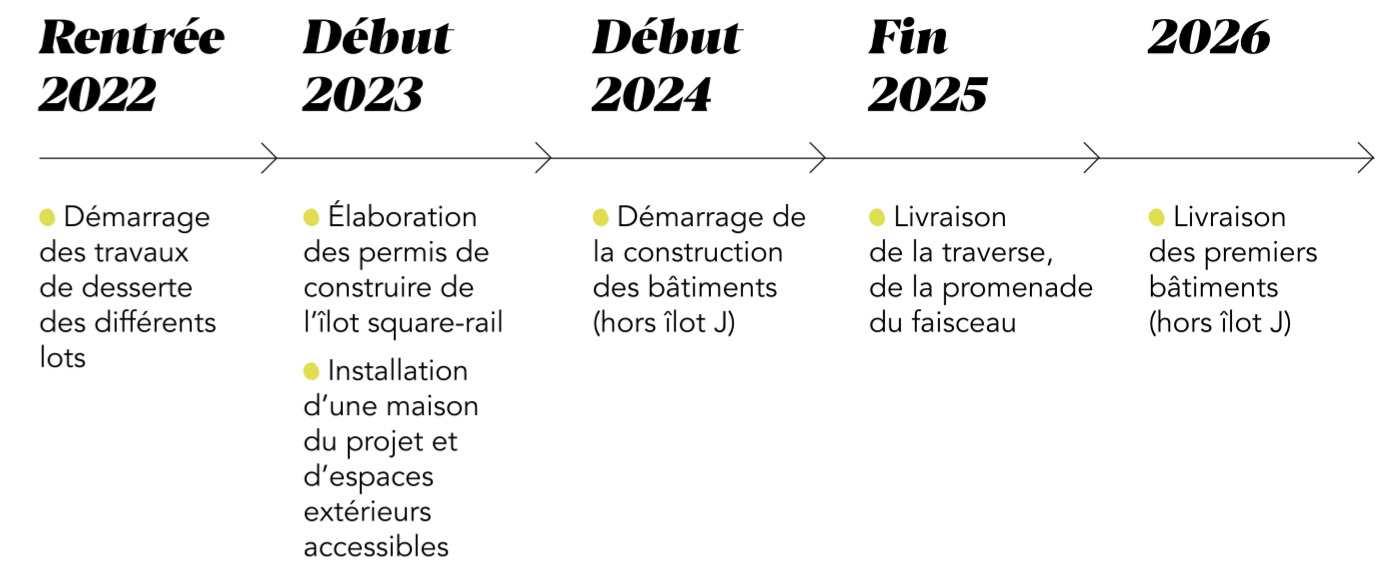 Rentrée
2022
Début
2023
Début
2024
Fin
2025
2026
Démarrage
des travaux
de desserte
des différents
lots
Élaboration
des permis de
construire de
l’îlot square-rail
Installation
d’une maison
du projet et
d’espaces
extérieurs
accessibles
Démarrage de
la construction
des bâtiments
(hors îlot J)
Livraison
de la traverse,
de la promenade
du faisceau
Livraison
des premiers
bâtiments
(hors îlot J)